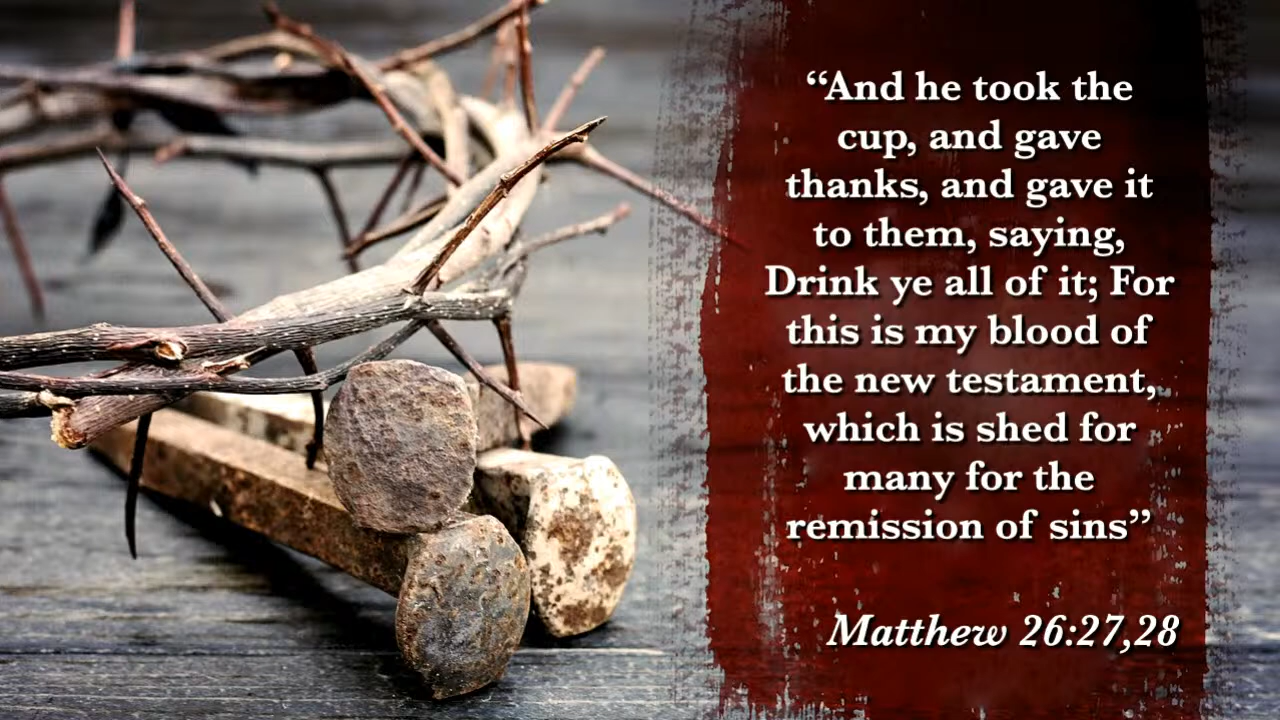 “And he took the
cup, and gave
thanks, and gave it
to them, saying,
Drink ye all of it; For
this is my blood of
the new testament,
which is shed for
many for the
remission of sins”
Matthew 26:27,28